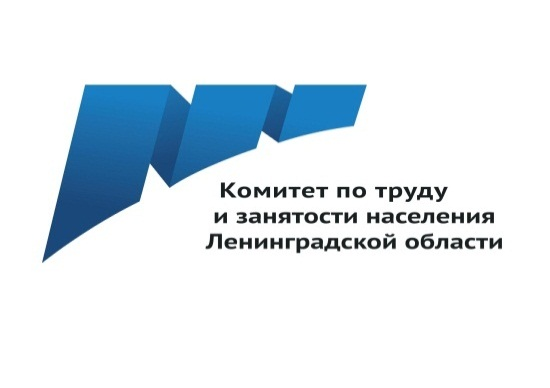 Комитет по труду
и занятости населения
Ленинградской области